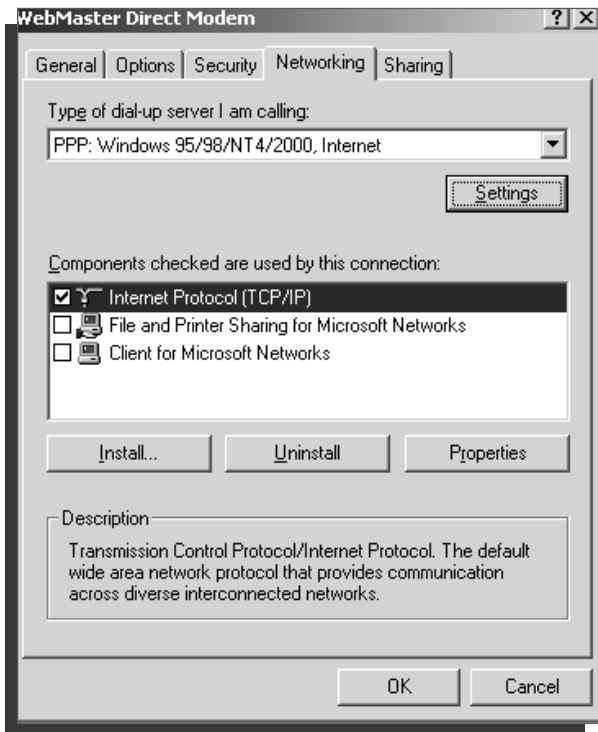 WebMaster Direct Modem
General Options Security Networking Sharing
Type of dial-up server I am calling:
PPP: Windows 95/98/NT4/2000, Internet
Settings
Components checked are used by this connection:
Internet Protocol (TCP/IP)
File and Printer Sharing for Microsoft Networks
Client for Microsoft Networks
Install... Uninstall Properties
Description
Transmission Control Protocol/Internet Protocol. The default
wide area network protocol that provides communication
across diverse interconnected networks.
OK Cancel